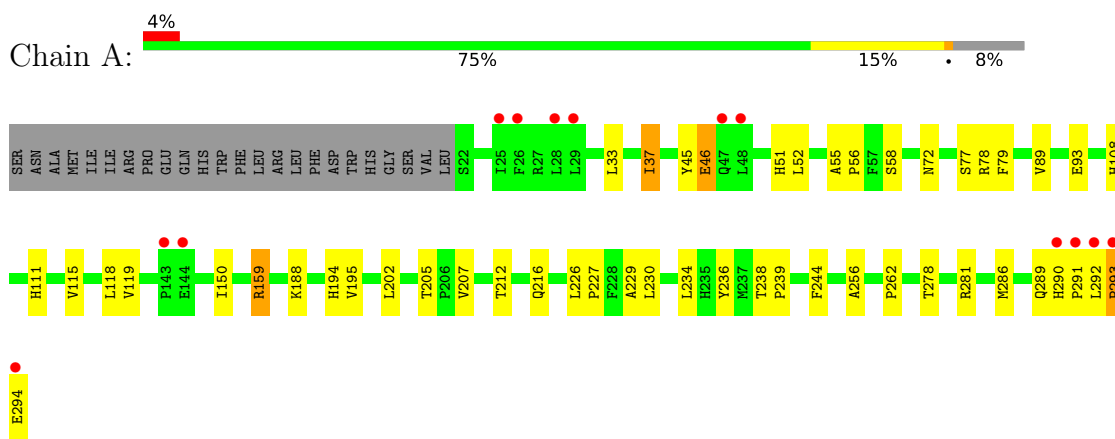 4%
Chain A:
75% 15% • 8%
SER ASN ALA MET ILE ILE ARG PRO GLU GLN HIS TRP PHE LEU ARG LEU PHE ASP TRP HIS GLY SER VAL LEU S22 I25 F26 R27 L28 L29 L33 I37 Y45 E46 Q47 L48 H51 L52 A55 P56 F57 S58 N72 S77 R78 F79 V89 E93 H108
H111 V115 L118 V119 P143 E144 I150 R159 K188 H194 V195 L202 T205 P206 V207 T212 Q216 L226 P227 F228 A229 L230 L234 H235 Y236 M237 T238 P239 F244 A256 P262 T278 R281 M286 Q289 H290 P291 L292
E294